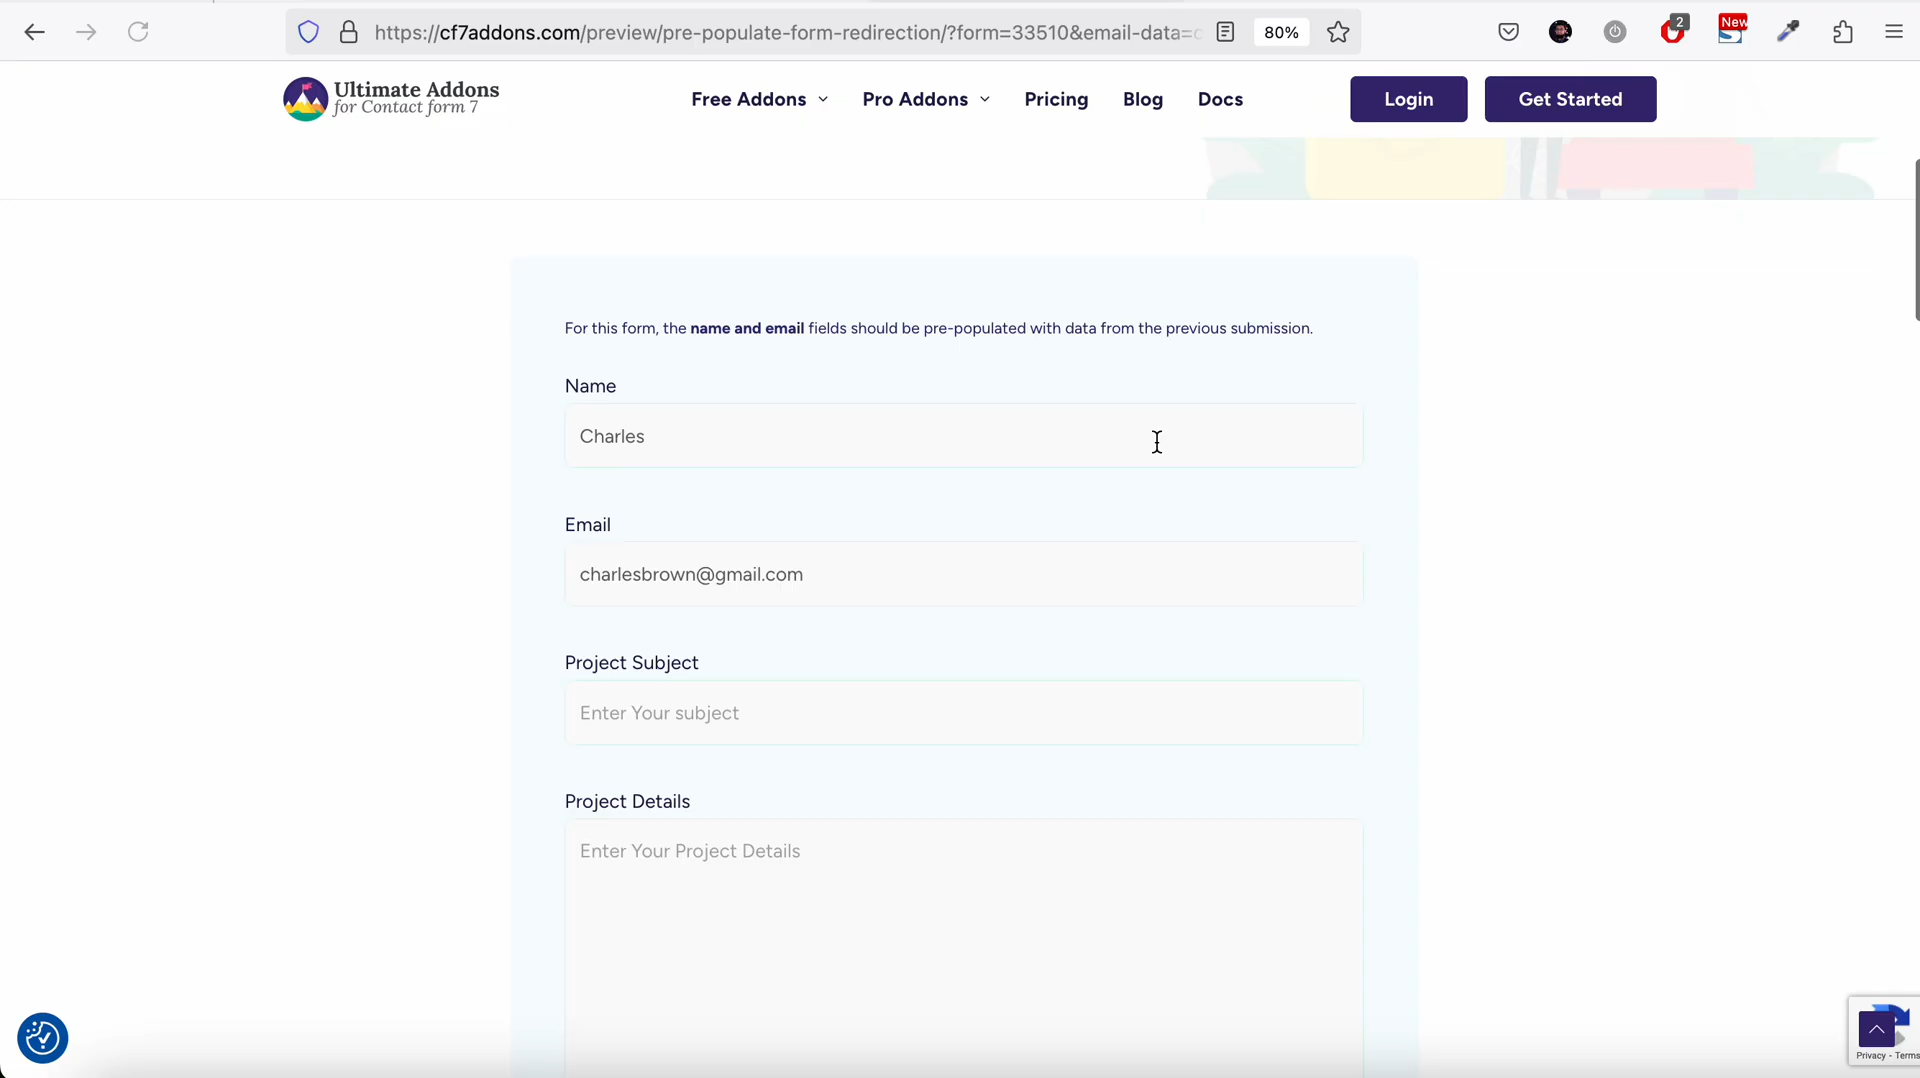 https://cf7addons.com/preview/pre-populate-form-redirection/?form=33510&email-data=
80%
2
New
Ultimate Addons
for Contact form 7
Free Addons
Pro Addons
Pricing
Blog
Docs
Login
Get Started
For this form, the name and email fields should be pre-populated with data from the previous submission.
Name
Charles
Email
charlesbrown@gmail.com
Project Subject
Enter Your subject
Project Details
Enter Your Project Details
Privacy - Terms